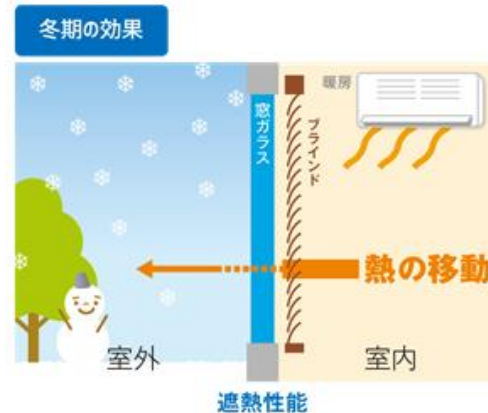 冬期の効果
暖房
窓ガラス
ブラインド
熱の移動
室外
室内
遮熱性能